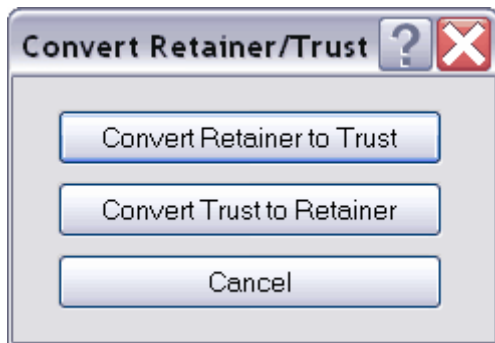 Convert Retainer/Trust ?
Convert Retainer to Trust
Convert Trust to Retainer
Cancel